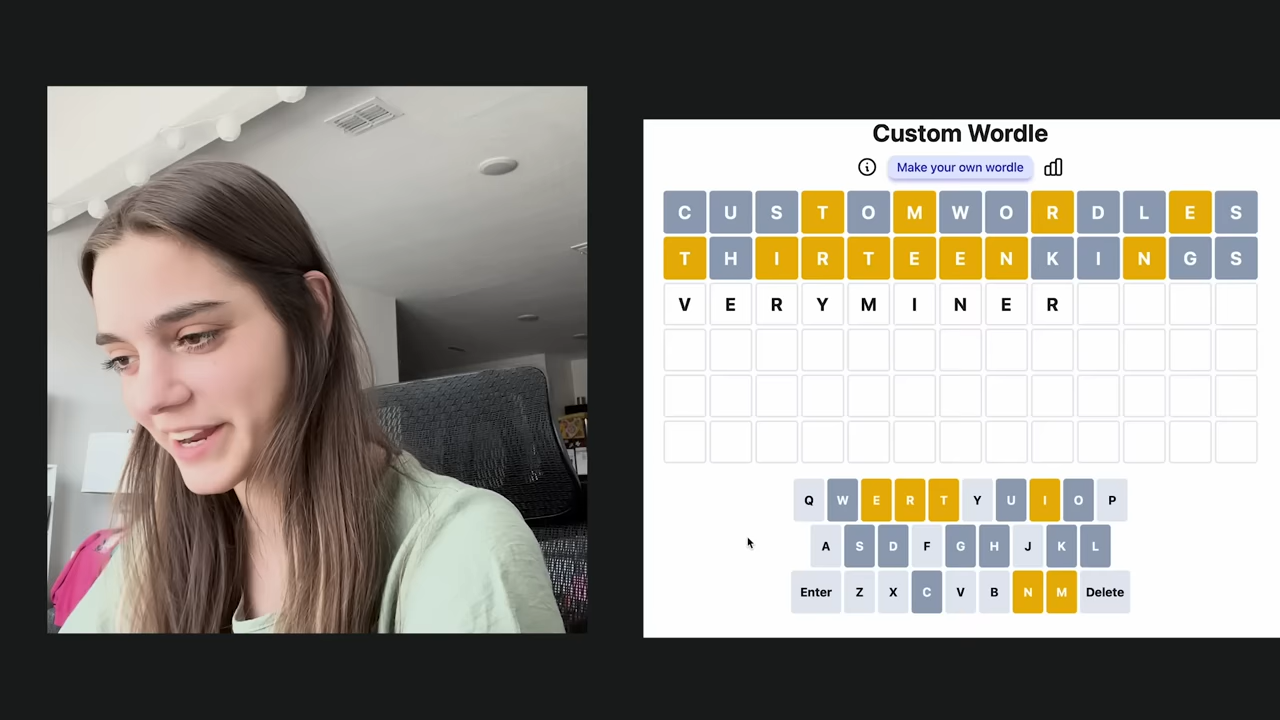 Custom Wordle
Make your own wordle
C U S T O M W O R D L E S
T H I R T E E N K I N G S
V E R Y M I N E R
Q W E R T Y U I O P
A S D F G H J K L
Enter Z X C V B N M Delete